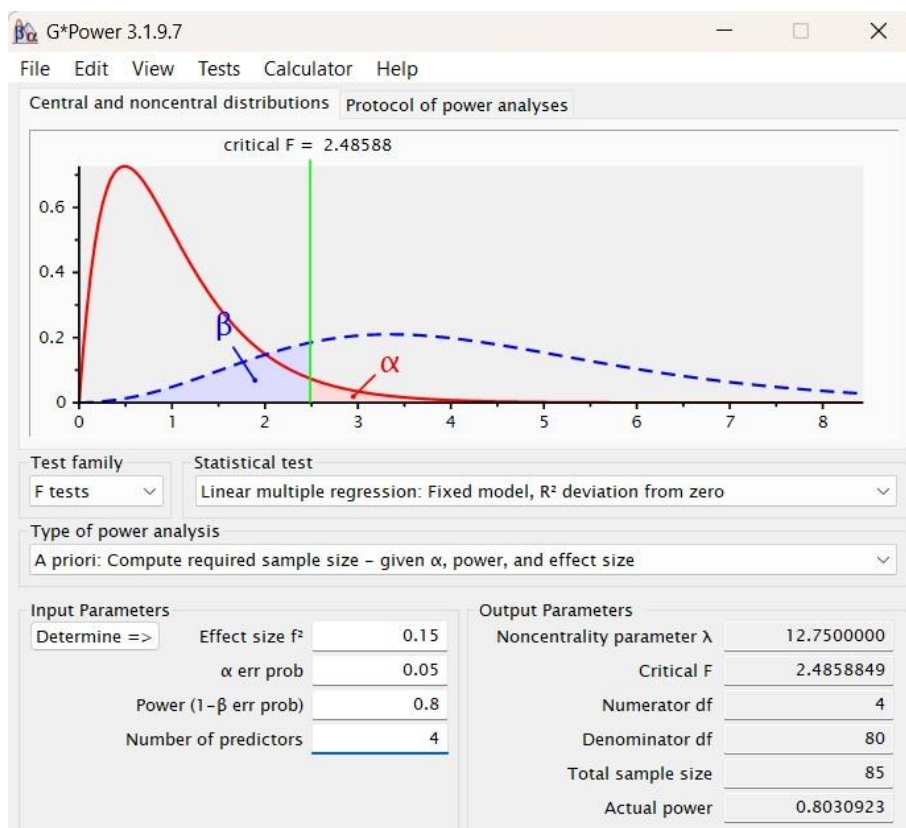 G*Power 3.1.9.7
File Edit View Tests Calculator Help
Central and noncentral distributions Protocol of power analyses
critical F = 2.48588
0.6
0.4
0.2
0
β
α
0 1 2 3 4 5 6 7 8
Test family Statistical test
F tests Linear multiple regression: Fixed model, R² deviation from zero
Type of power analysis
A priori: Compute required sample size – given α, power, and effect size
Input Parameters Output Parameters
Determine => Effect size f² 0.15 Noncentrality parameter λ 12.7500000
α err prob 0.05 Critical F 2.4858849
Power (1-β err prob) 0.8 Numerator df 4
Number of predictors 4 Denominator df 80
Total sample size 85
Actual power 0.8030923